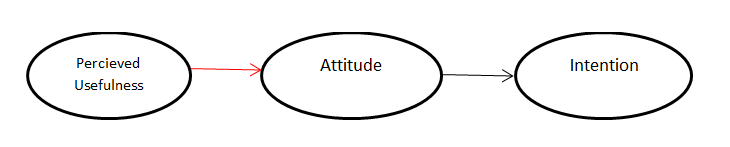 Percieved
Usefulness
Attitude
Intention